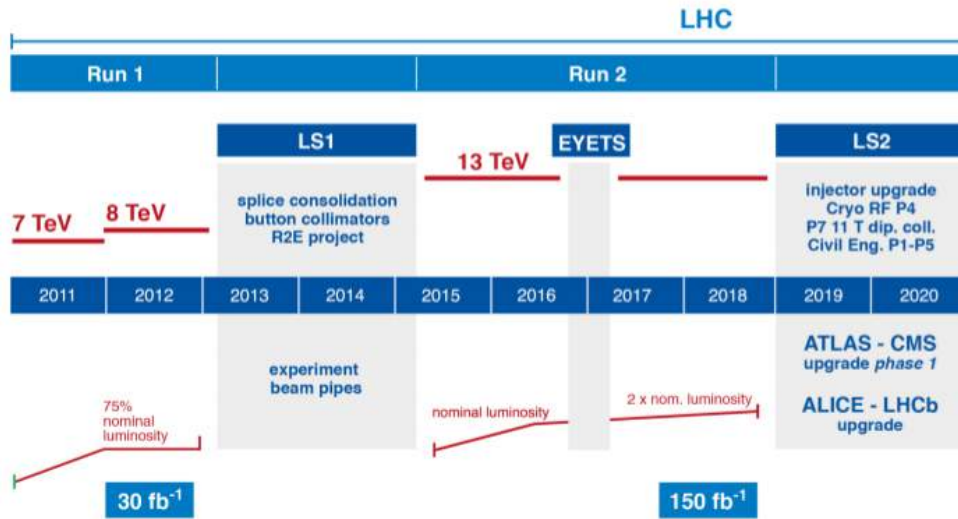 LHC
Run 1
Run 2
LS1
EYETS
LS2
13 TeV
splice consolidation
button collimators
R2E project
injector upgrade
Cryo RF P4
P7 11 T dip. coll.
Civil Eng. P1-P5
7 TeV
8 TeV
2011 2012 2013 2014 2015 2016 2017 2018 2019 2020
experiment
beam pipes
ATLAS - CMS
upgrade phase 1
ALICE - LHCb
upgrade
75%
nominal
luminosity
nominal luminosity
2 x nom. luminosity
30 fb⁻¹
150 fb⁻¹